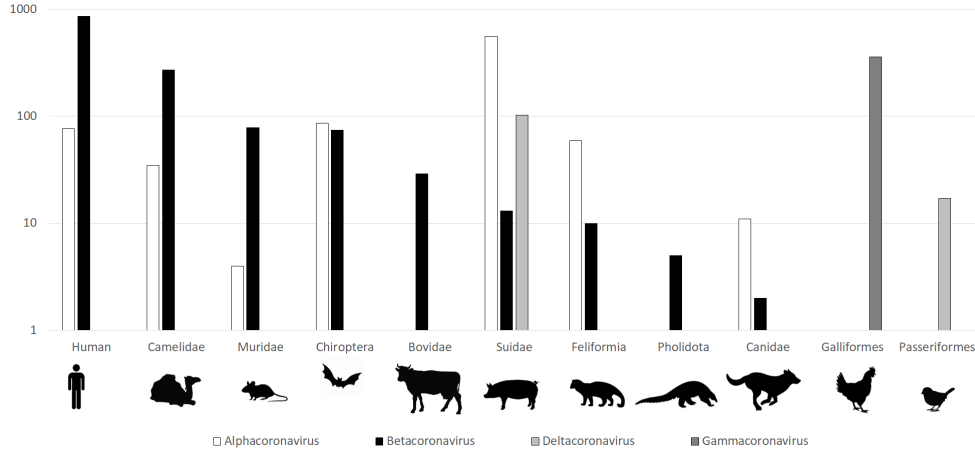 1000
100
10
1
Human Camelidae Muridae Chiroptera Bovidae Suidae Feliformia Pholidota Canidae Galliformes Passeriformes
Alphacoronavirus Betacoronavirus Deltacoronavirus Gammacoronavirus